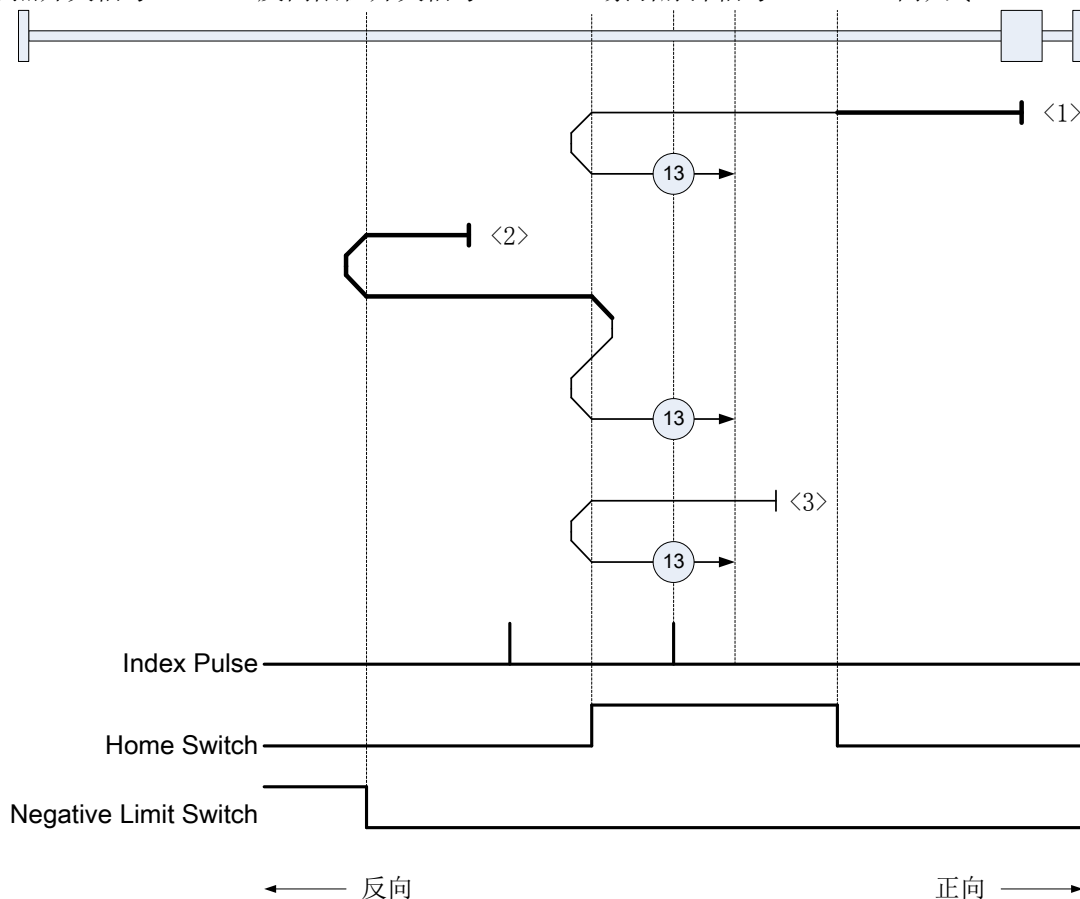 <1>
13
<2>
13
<3>
13
Index Pulse
Home Switch
Negative Limit Switch
反向
正向